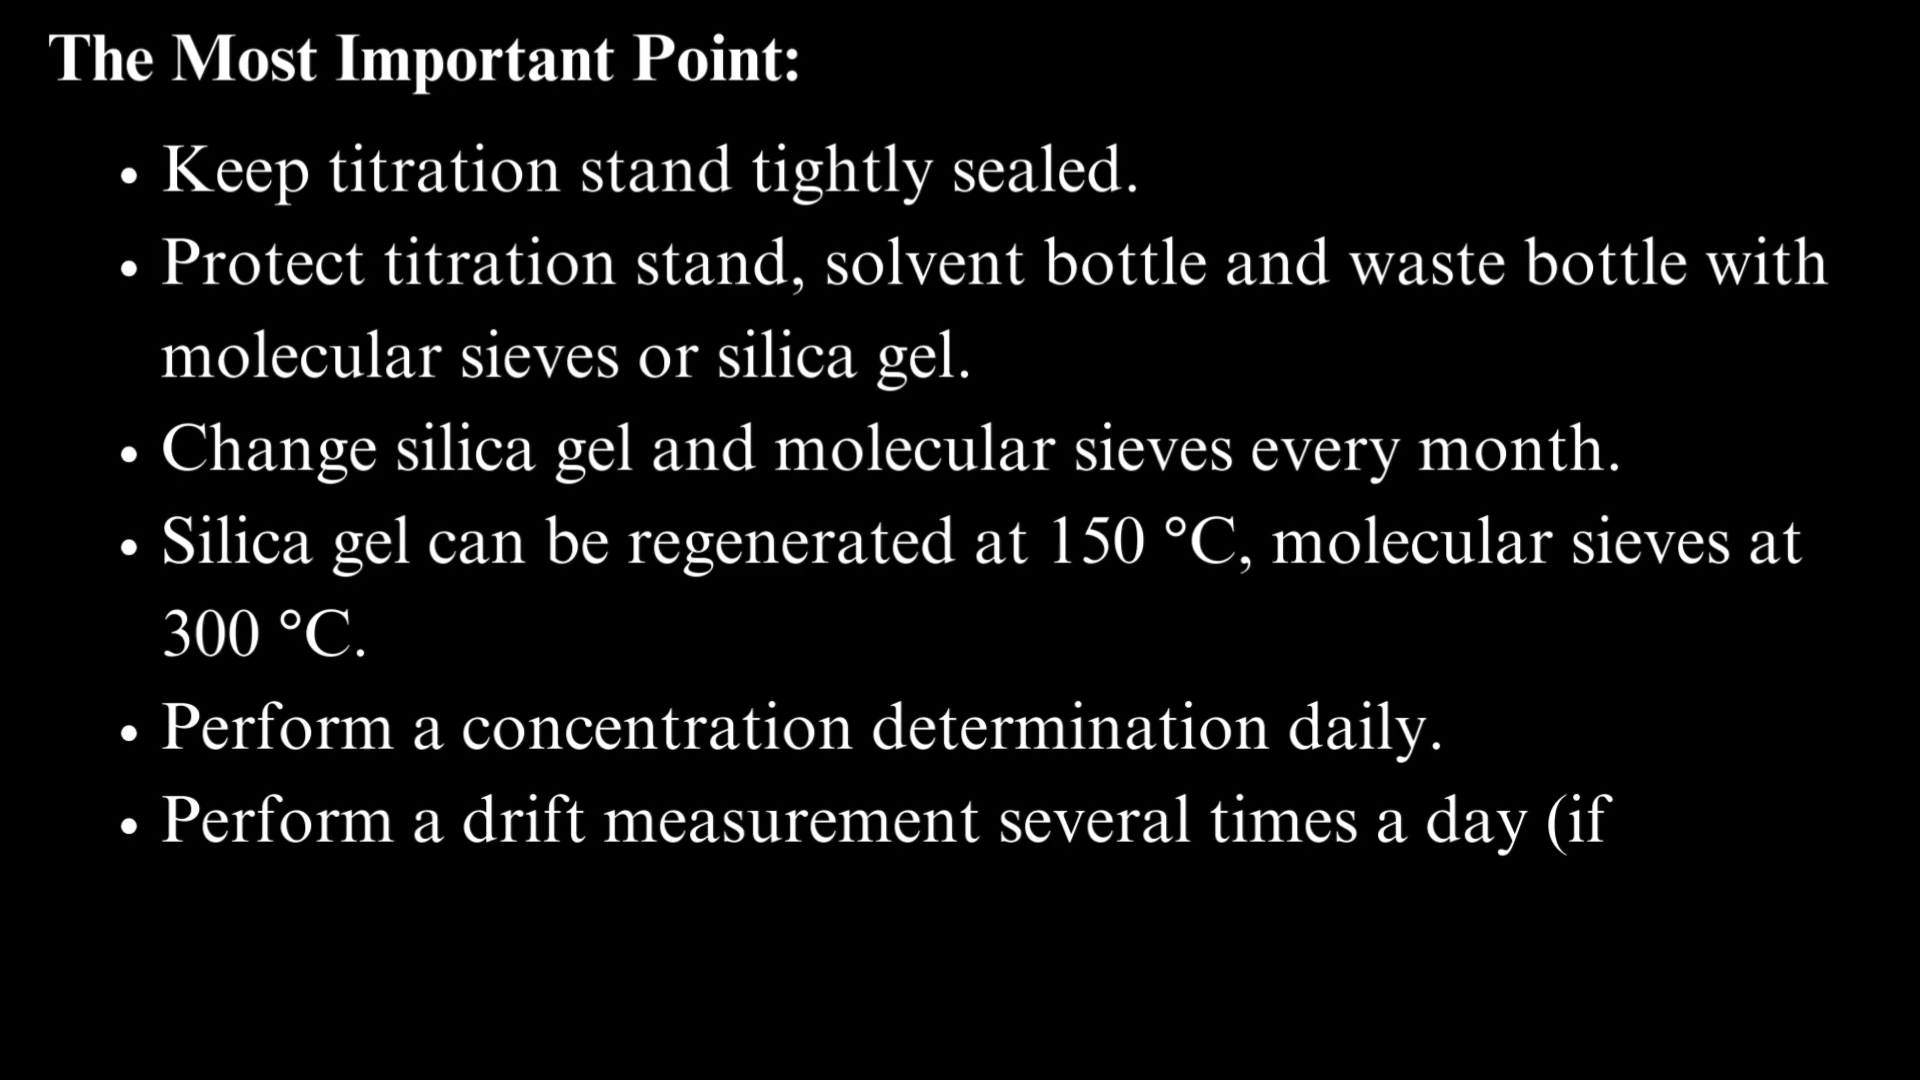 The Most Important Point:
• Keep titration stand tightly sealed.
• Protect titration stand, solvent bottle and waste bottle with
molecular sieves or silica gel.
• Change silica gel and molecular sieves every month.
• Silica gel can be regenerated at 150 °C, molecular sieves at
300 °C.
• Perform a concentration determination daily.
• Perform a drift measurement several times a day (if